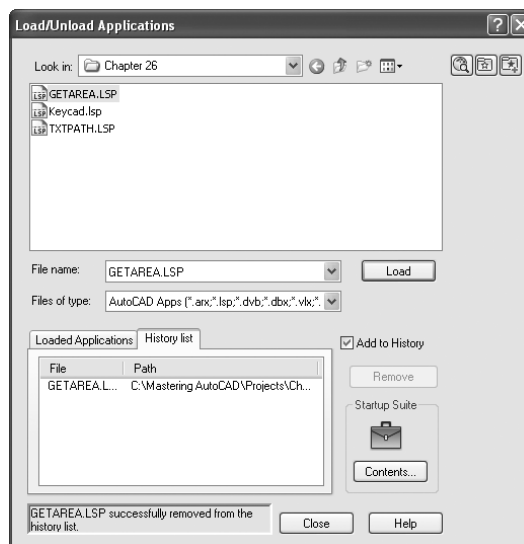 Load/Unload Applications
Look in: Chapter 26
GETAREA.LSP
Keycad.lsp
TXTPATH.LSP
File name: GETAREA.LSP Load
Files of type: AutoCAD Apps (*.arx;*.lsp;*.dvb;*.dbx;*.vlx;*.
Loaded Applications History list
Add to History
File Path
GETAREA.L... C:\Mastering AutoCAD\Projects\Ch...
Remove
Startup Suite
Contents...
GETAREA.LSP successfully removed from the
history list.
Close Help